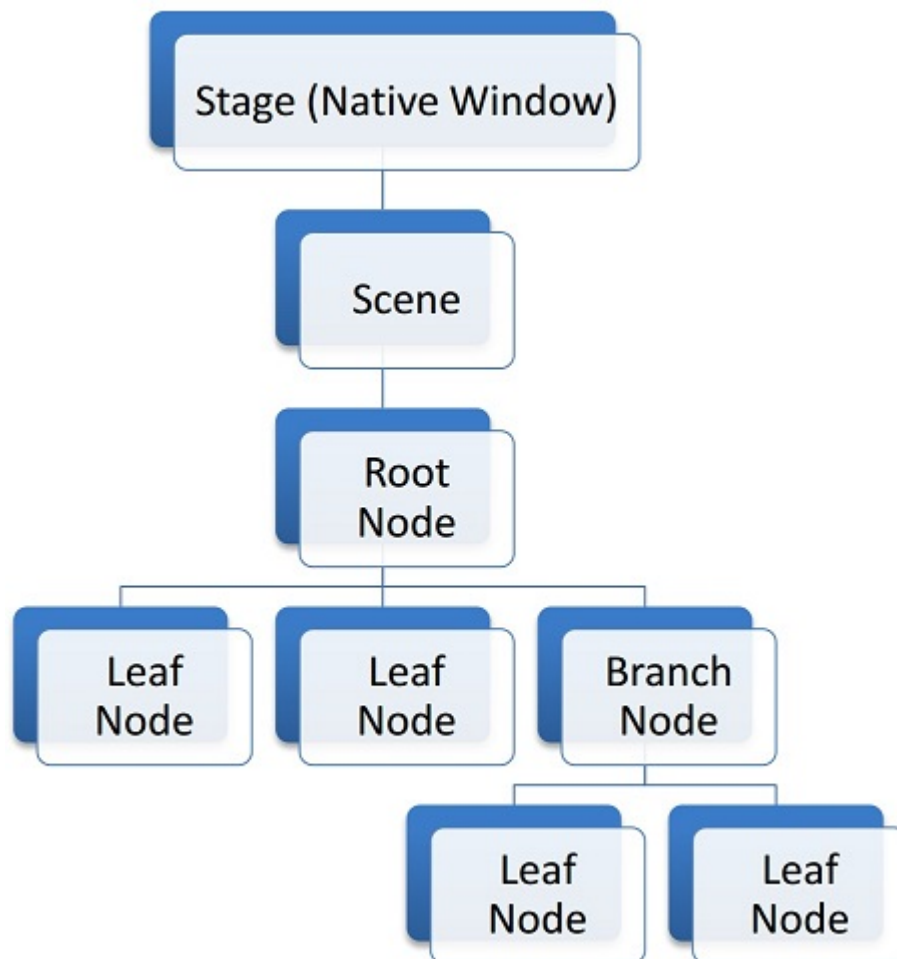 Stage (Native Window)
Scene
Root
Node
Leaf
Node
Leaf
Node
Branch
Node
Leaf
Node
Leaf
Node